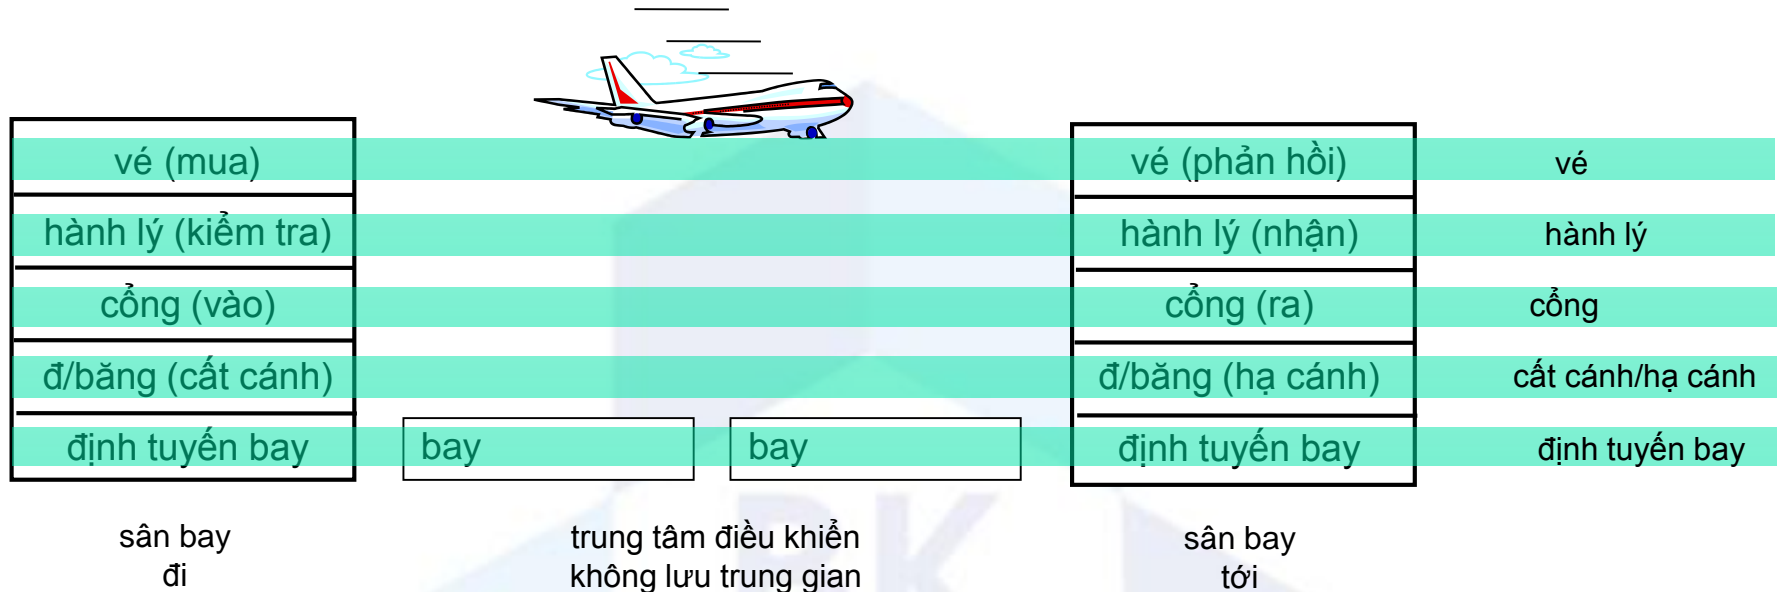 vé (mua)
vé (phản hồi)
vé
hành lý (kiểm tra)
hành lý (nhận)
hành lý
cổng (vào)
cổng (ra)
cổng
đ/băng (cất cánh)
đ/băng (hạ cánh)
cất cánh/hạ cánh
định tuyến bay
bay
bay
định tuyến bay
định tuyến bay
sân bay
đi
trung tâm điều khiển
không lưu trung gian
sân bay
tới
BK